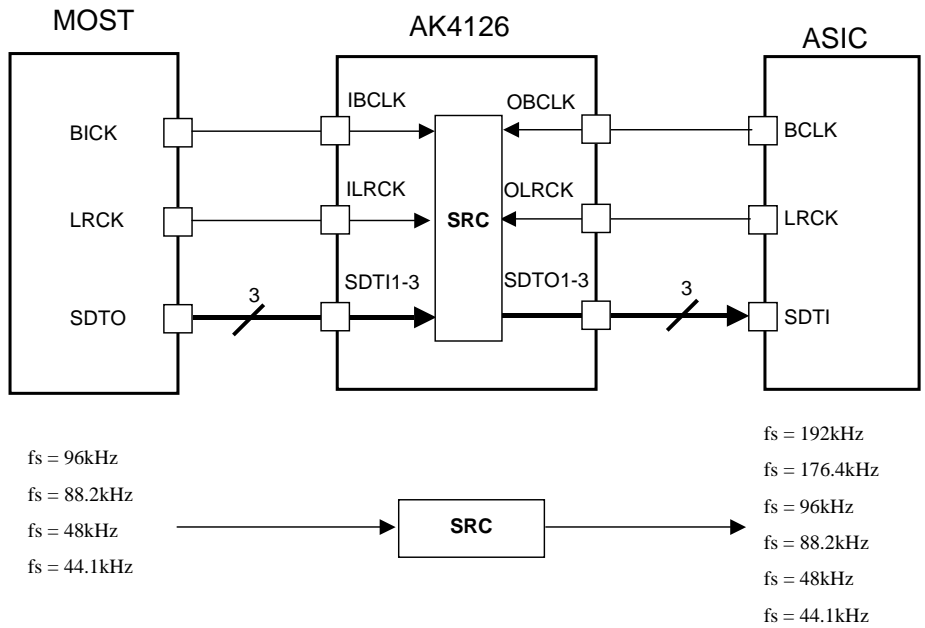 MOST
AK4126
ASIC
IBCLK
OBCLK
BICK
BCLK
ILRCK
OLRCK
LRCK
SRC
LRCK
SDTI1-3
SDTO1-3
3
3
SDTO
SDTI
fs = 96kHz
fs = 88.2kHz
fs = 48kHz
fs = 44.1kHz
SRC
fs = 192kHz
fs = 176.4kHz
fs = 96kHz
fs = 88.2kHz
fs = 48kHz
fs = 44.1kHz